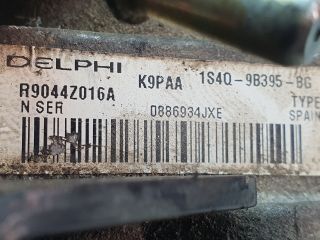 DELPHI K9PAA 1S4Q-9B395-BG
R9044Z016A TYPE
N SER 0886934JXE SPAIN